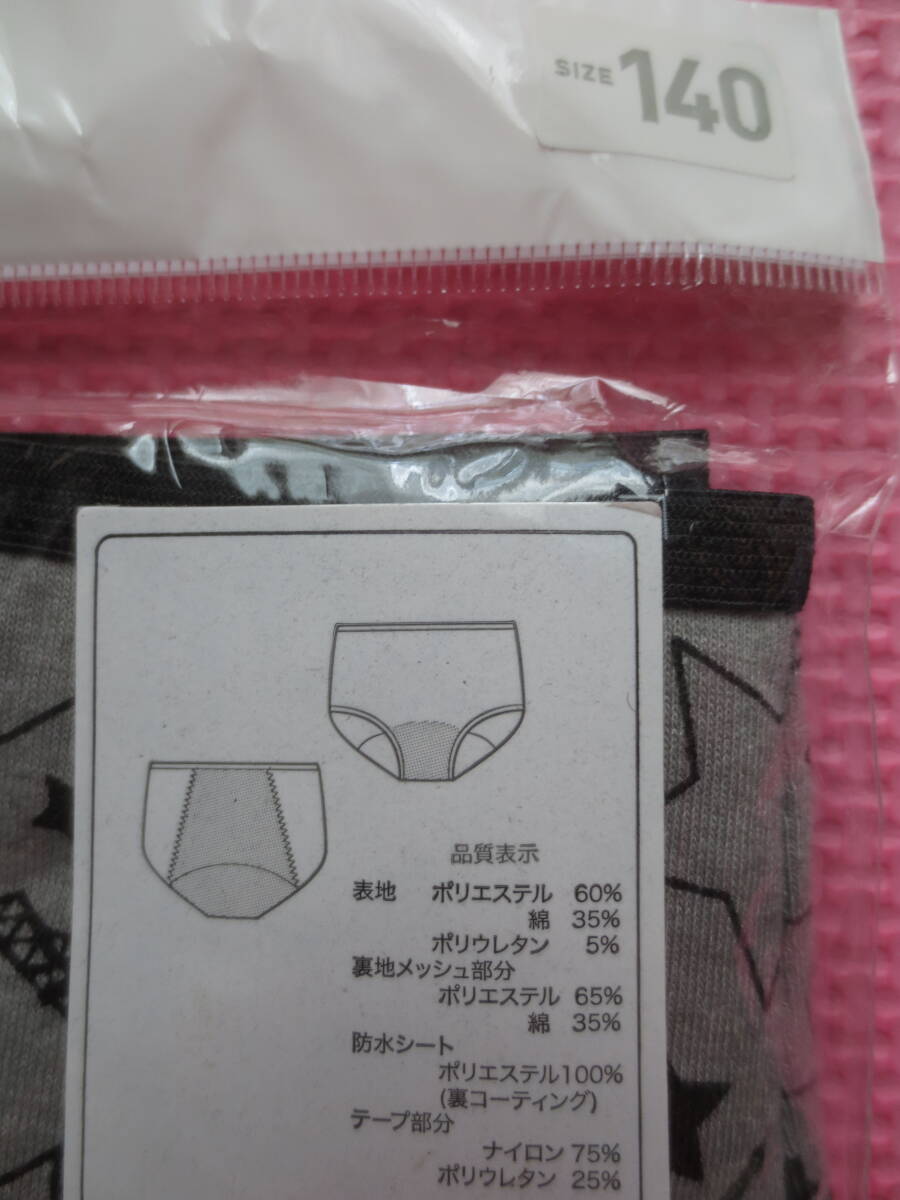 SIZE 140
品質表示
表地 ポリエステル 60%
綿 35%
ポリウレタン 5%
裏地メッシュ部分
ポリエステル 65%
綿 35%
防水シート
ポリエステル100%
(裏コーティング)
テープ部分
ナイロン 75%
ポリウレタン 25%